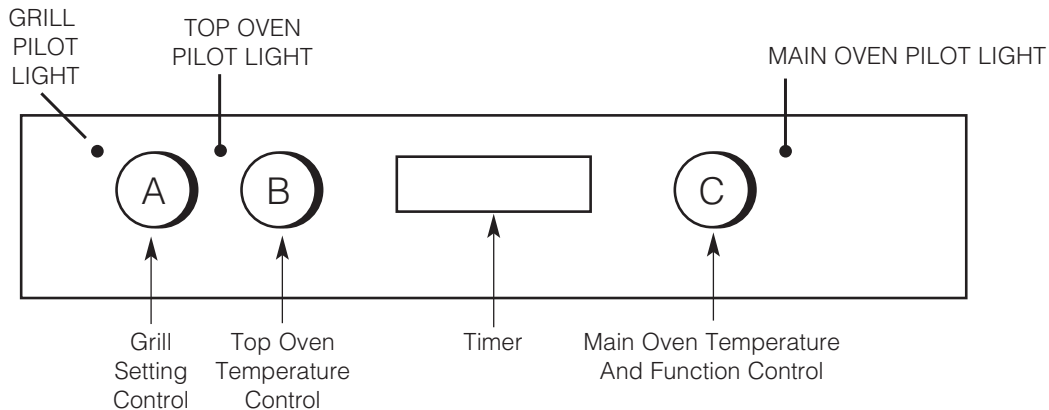 GRILL
PILOT
LIGHT
TOP OVEN
PILOT LIGHT
MAIN OVEN PILOT LIGHT
A
B
C
Grill
Setting
Control
Top Oven
Temperature
Control
Timer
Main Oven Temperature
And Function Control